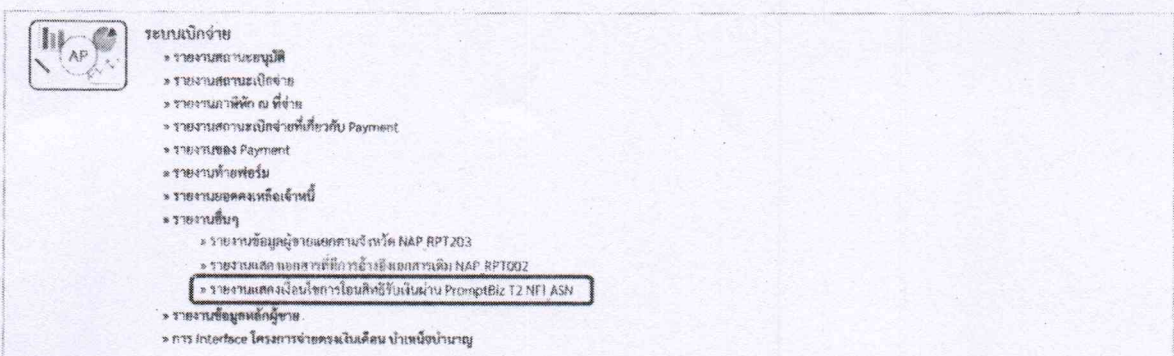 AP
ระบบเบิกจ่าย
» รายงานสถานะอนุมัติ
» รายงานสถานะเบิกจ่าย
» รายงานภาษีหัก ณ ที่จ่าย
» รายงานสถานะเบิกจ่ายที่เกี่ยวกับ Payment
» รายงานของ Payment
» รายงานท้ายฟอร์ม
» รายงานยอดคงเหลือเจ้าหนี้
» รายงานอื่นๆ
» รายงานข้อมูลผู้ขายแยกตามจังหวัด NAP_RPT203
» รายงานแสดงเอกสารที่มีการอ้างอิงเอกสารเดิม NAP_RPT002
» รายงานแสดงเงื่อนไขการโอนสิทธิรับเงินผ่าน PromptBiz T2 NFI_ASN
» รายงานข้อมูลหลักผู้ขาย
» การ Interface โครงการจ่ายตรงเงินเดือน บำเหน็จบำนาญ